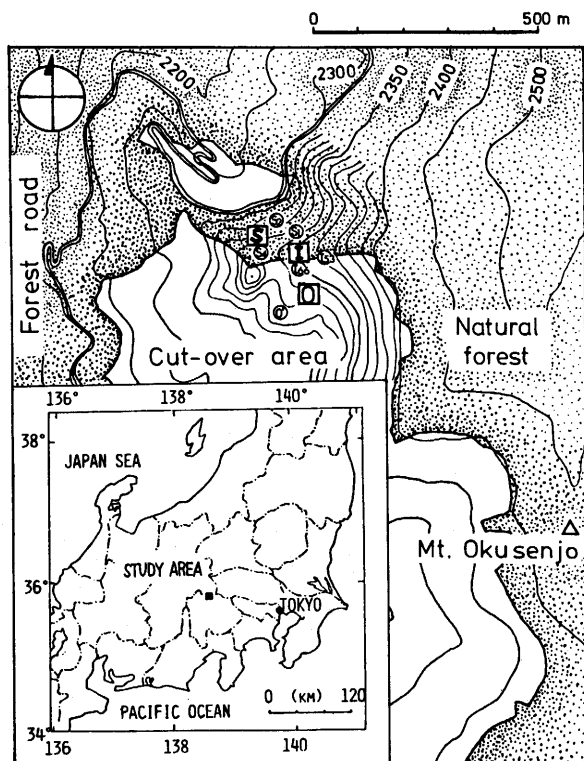 0 500 m
2200
2300
2350
2400
2500
Forest road
S
I
O
Natural
forest
Cut-over area
Mt. Okusenjo
136° 138° 140°
38°
JAPAN SEA
STUDY AREA
36°
TOKYO
0 (KM) 120
PACIFIC OCEAN
34°
136 138 140